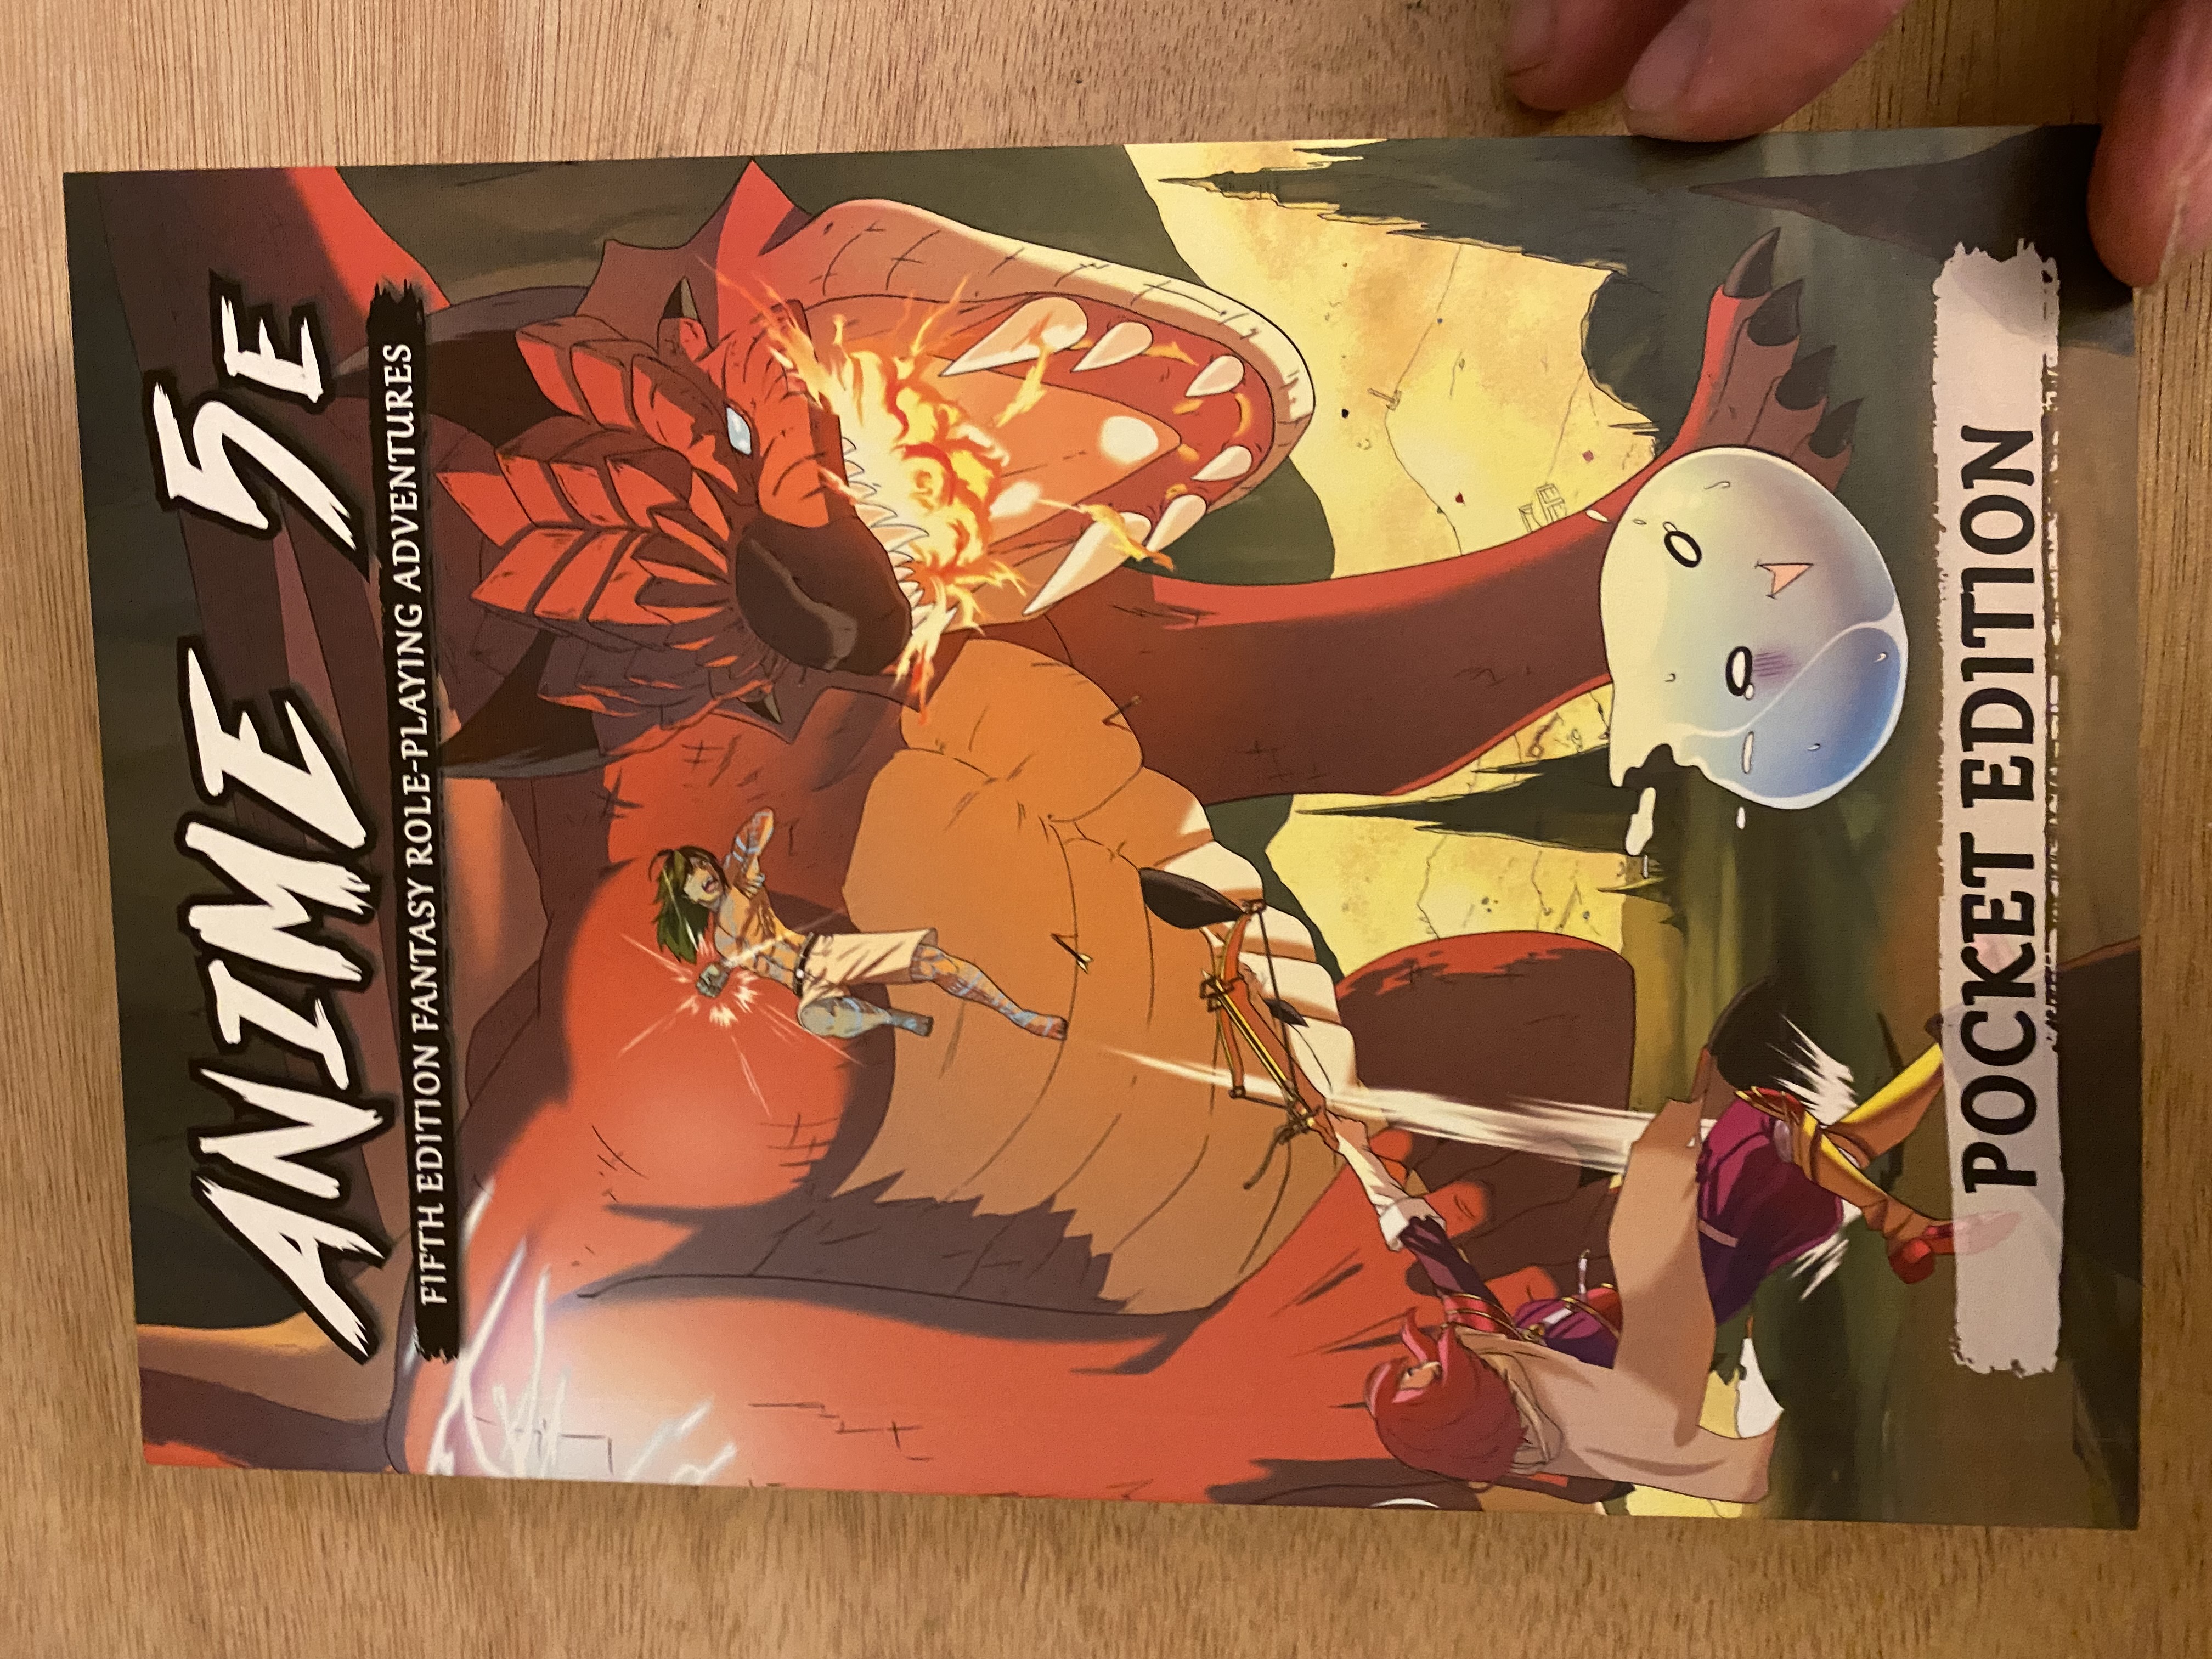 ANIME 5E
FIFTH EDITION FANTASY ROLE-PLAYING ADVENTURES
POCKET EDITION